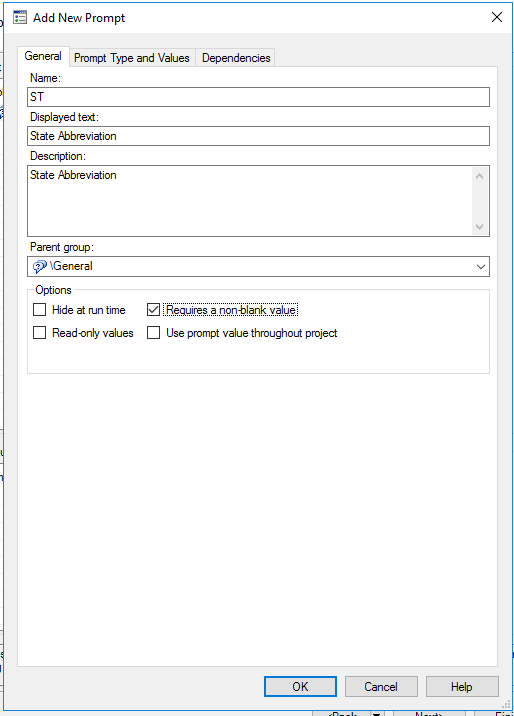 Add New Prompt
General
Prompt Type and Values
Dependencies
Name:
ST
Displayed text:
State Abbreviation
Description:
State Abbreviation
Parent group:
\General
Options
Hide at run time
Requires a non-blank value
Read-only values
Use prompt value throughout project
OK
Cancel
Help